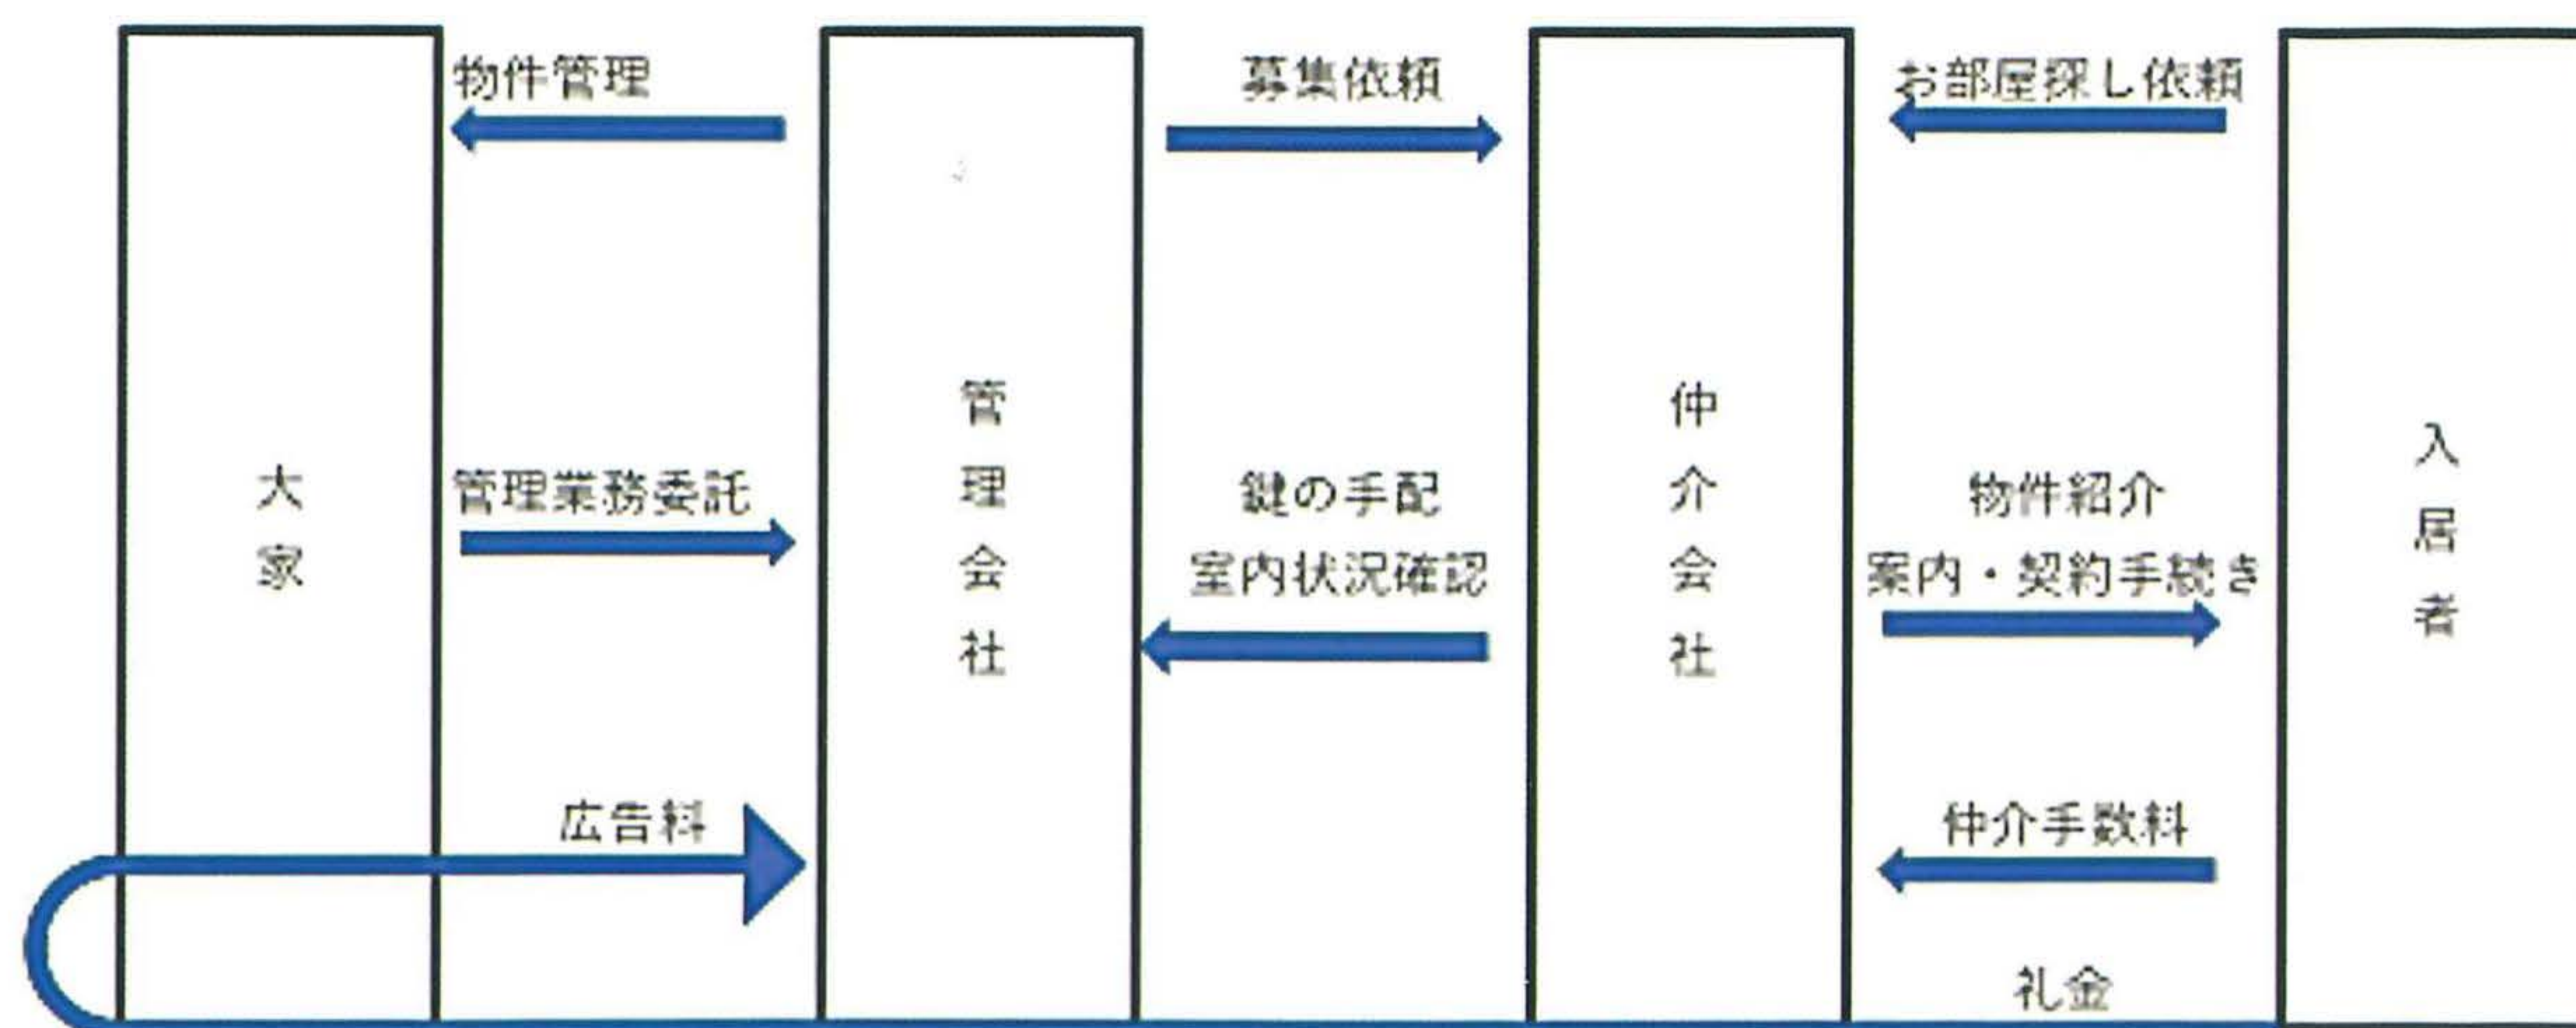 物件管理
募集依頼
お部屋探し依頼
大家
管理業務委託
管理会社
鍵の手配
室内状況確認
仲介会社
物件紹介
案内・契約手続き
入居者
広告料
仲介手数料
礼金